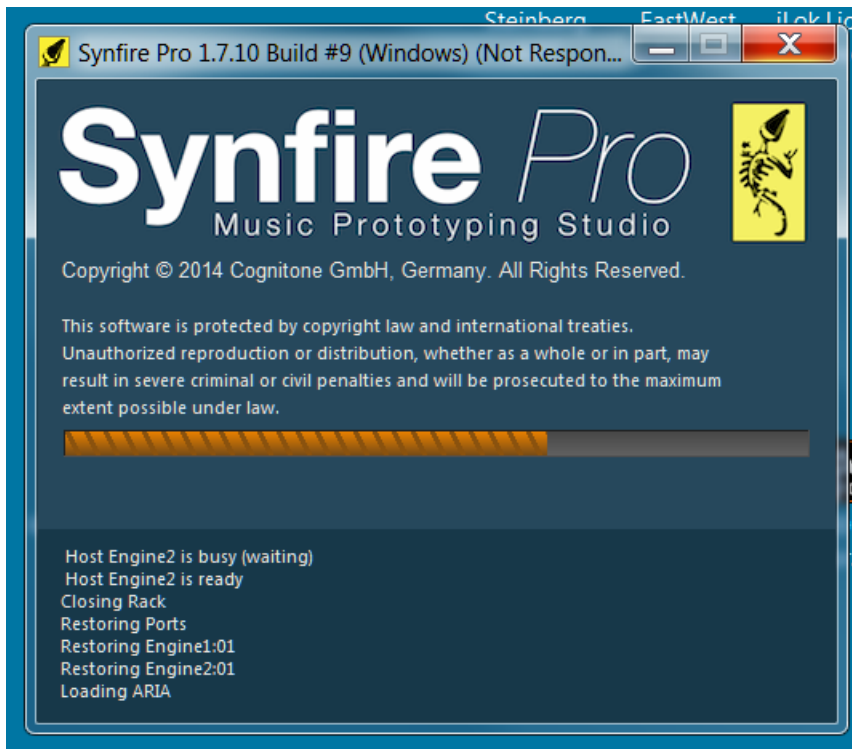 Steinberg EastWest
Synfire Pro 1.7.10 Build #9 (Windows) (Not Respon...
Synfire Pro
Music Prototyping Studio
Copyright © 2014 Cognitone GmbH, Germany. All Rights Reserved.
This software is protected by copyright law and international treaties.
Unauthorized reproduction or distribution, whether as a whole or in part, may
result in severe criminal or civil penalties and will be prosecuted to the maximum
extent possible under law.
Host Engine2 is busy (waiting)
Host Engine2 is ready
Closing Rack
Restoring Ports
Restoring Engine1:01
Restoring Engine2:01
Loading ARIA